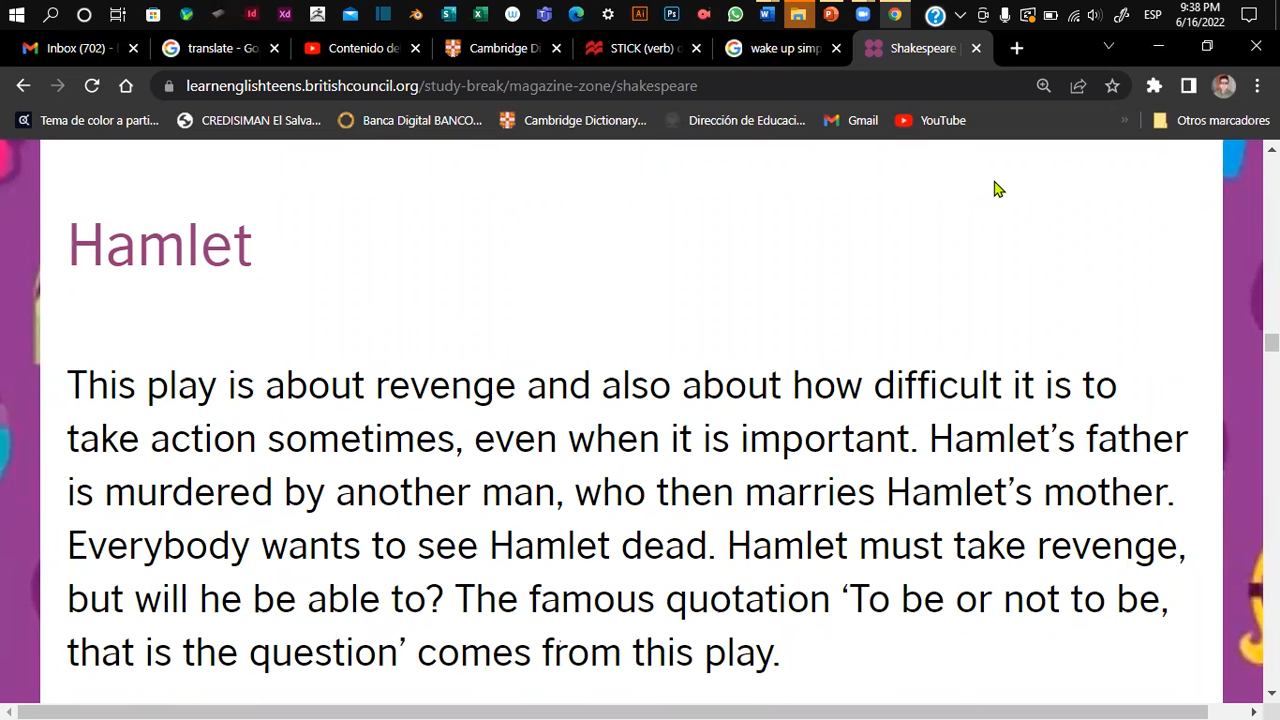 9:38 PM
ESP
6/16/2022
Inbox (702) -
translate - Go
Contenido de
Cambridge Di
STICK (verb) c
wake up simp
Shakespeare
learnenglishteens.britishcouncil.org/study-break/magazine-zone/shakespeare
Tema de color a parti...
CREDISIMAN El Salva...
Banca Digital BANCO...
Cambridge Dictionary...
Dirección de Educaci...
Gmail
YouTube
»
Otros marcadores
Hamlet
This play is about revenge and also about how difficult it is to
take action sometimes, even when it is important. Hamlet’s father
is murdered by another man, who then marries Hamlet’s mother.
Everybody wants to see Hamlet dead. Hamlet must take revenge,
but will he be able to? The famous quotation ‘To be or not to be,
that is the question’ comes from this play.